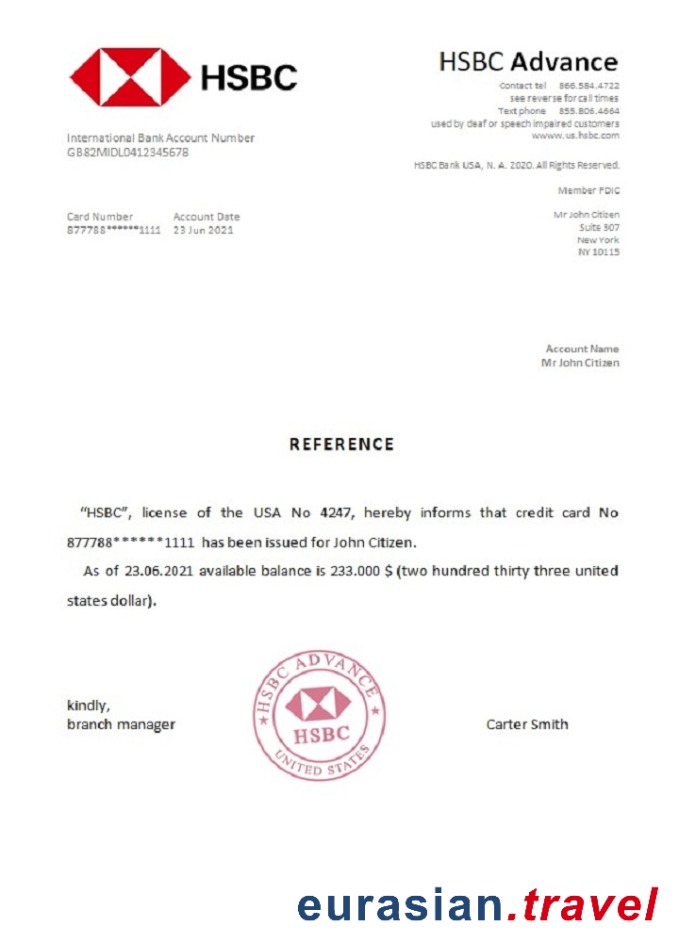 HSBC
HSBC Advance
Contact tel 866.584.4722
see reverse for call times
Text phone 855.806.4664
used by deaf or speech impaired customers
wwww.us.hsbc.com
International Bank Account Number
GB82MIDL0412345678
HSBC Bank USA, N. A. 2020. All Rights Reserved.
Member FDIC
Card Number Account Date
877788******1111 23 Jun 2021
Mr John Citizen
Suite 307
New York
NY 10115
Account Name
Mr John Citizen
REFERENCE
“HSBC”, license of the USA No 4247, hereby informs that credit card No
877788******1111 has been issued for John Citizen.
As of 23.06.2021 available balance is 233.000 $ (two hundred thirty three united
states dollar).
HSBC ADVANCE
HSBC
UNITED STATES
kindly,
branch manager
Carter Smith
eurasian.travel